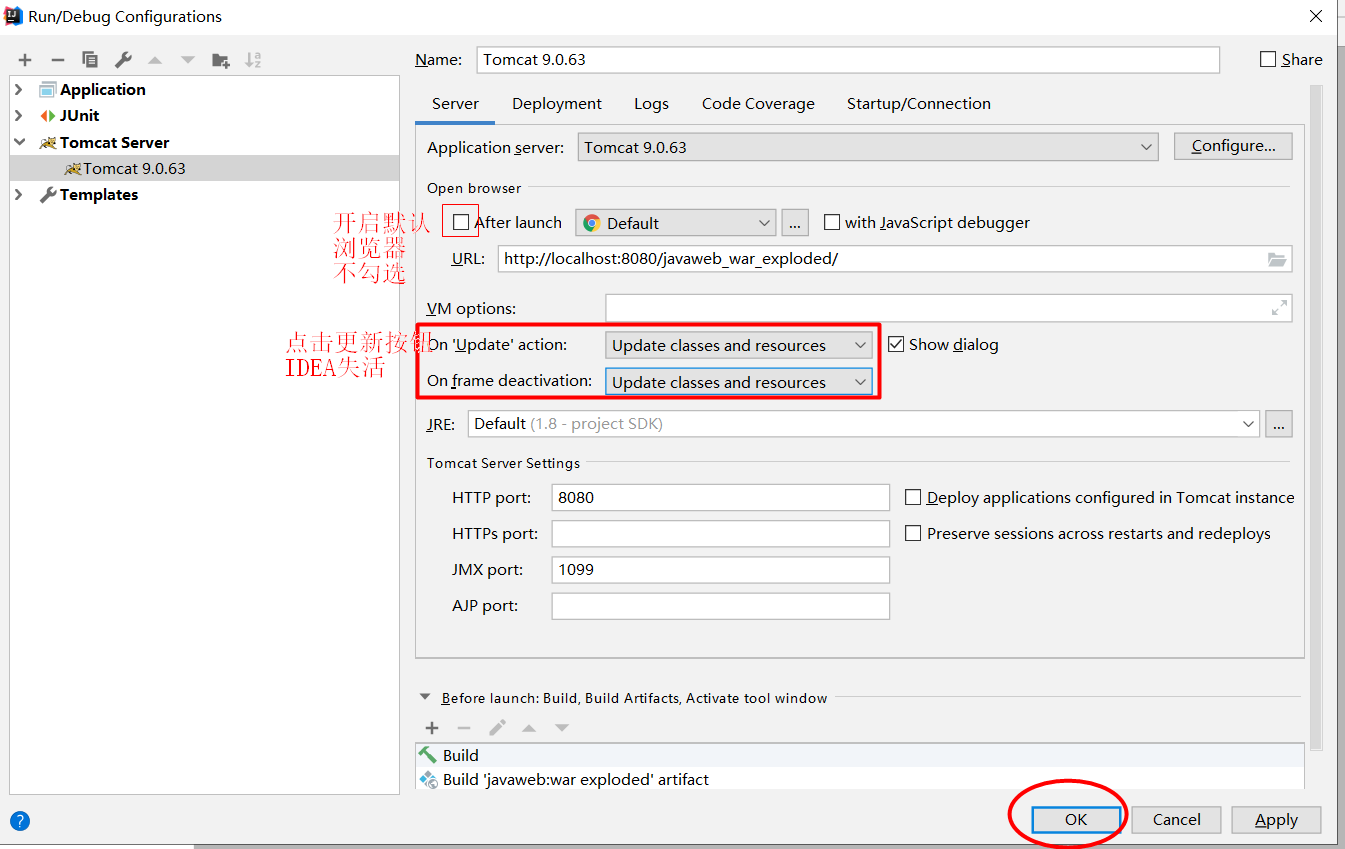 Run/Debug Configurations
Name: Tomcat 9.0.63 Share
Application
JUnit
Tomcat Server
Tomcat 9.0.63
Templates
Server Deployment Logs Code Coverage Startup/Connection
Application server: Tomcat 9.0.63 Configure...
Open browser
After launch Default ... with JavaScript debugger
开启默认
浏览器
不勾选
URL: http://localhost:8080/javaweb_war_exploded/
VM options:
点击更新按钮
IDEA失活
On 'Update' action: Update classes and resources Show dialog
On frame deactivation: Update classes and resources
JRE: Default (1.8 - project SDK) ...
Tomcat Server Settings
HTTP port: 8080 Deploy applications configured in Tomcat instance
HTTPs port: Preserve sessions across restarts and redeploys
JMX port: 1099
AJP port:
Before launch: Build, Build Artifacts, Activate tool window
Build
Build 'javaweb:war exploded' artifact
? OK Cancel Apply